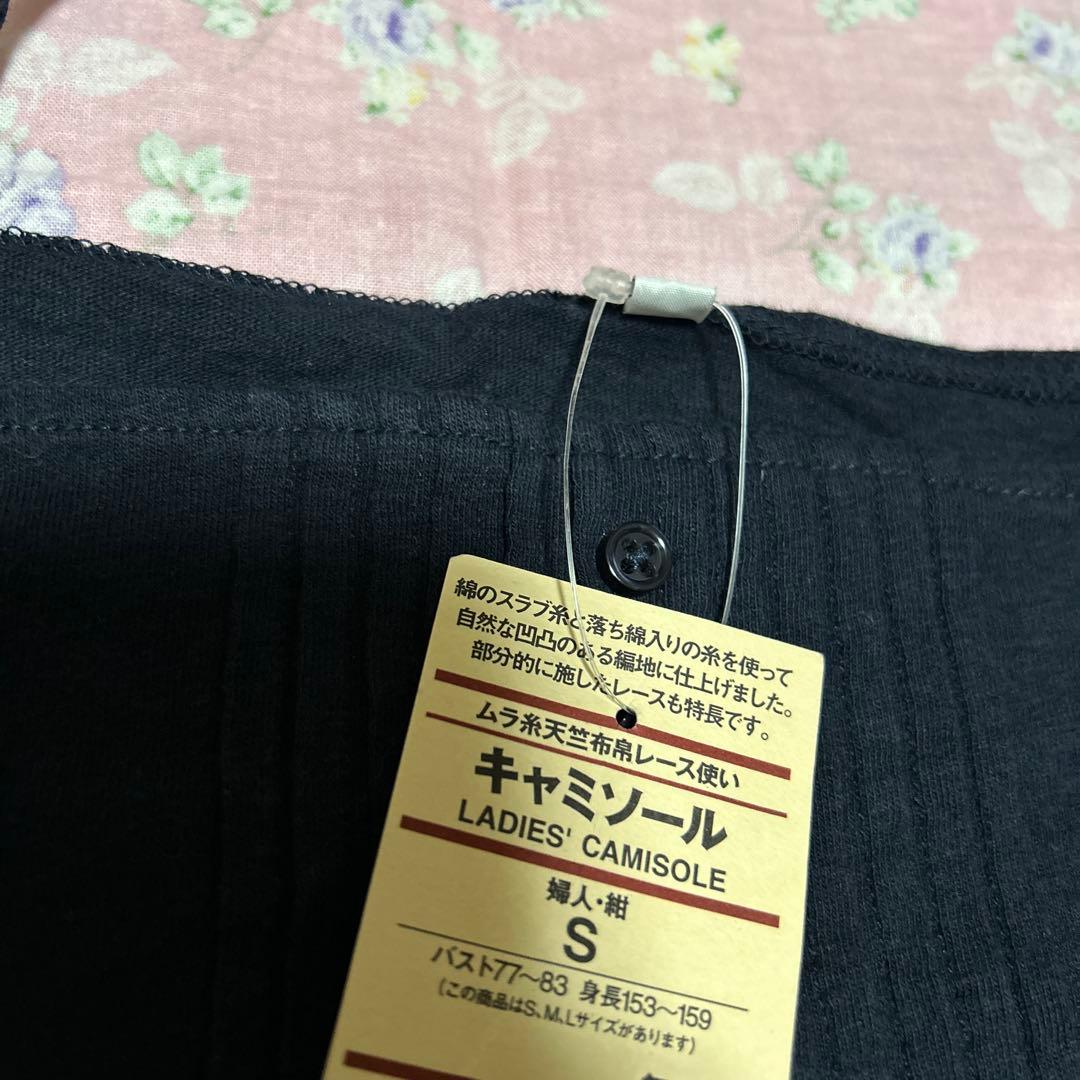 綿のスラブ糸と落ち綿入りの糸を使って
自然な凹凸のある編地に仕上げました。
部分的に施したレースも特長です。
ムラ糸天竺布帛レース使い
キャミソール
LADIES' CAMISOLE
婦人・紺
S
バスト77〜83 身長153〜159
(この商品はS、M、Lサイズがあります)